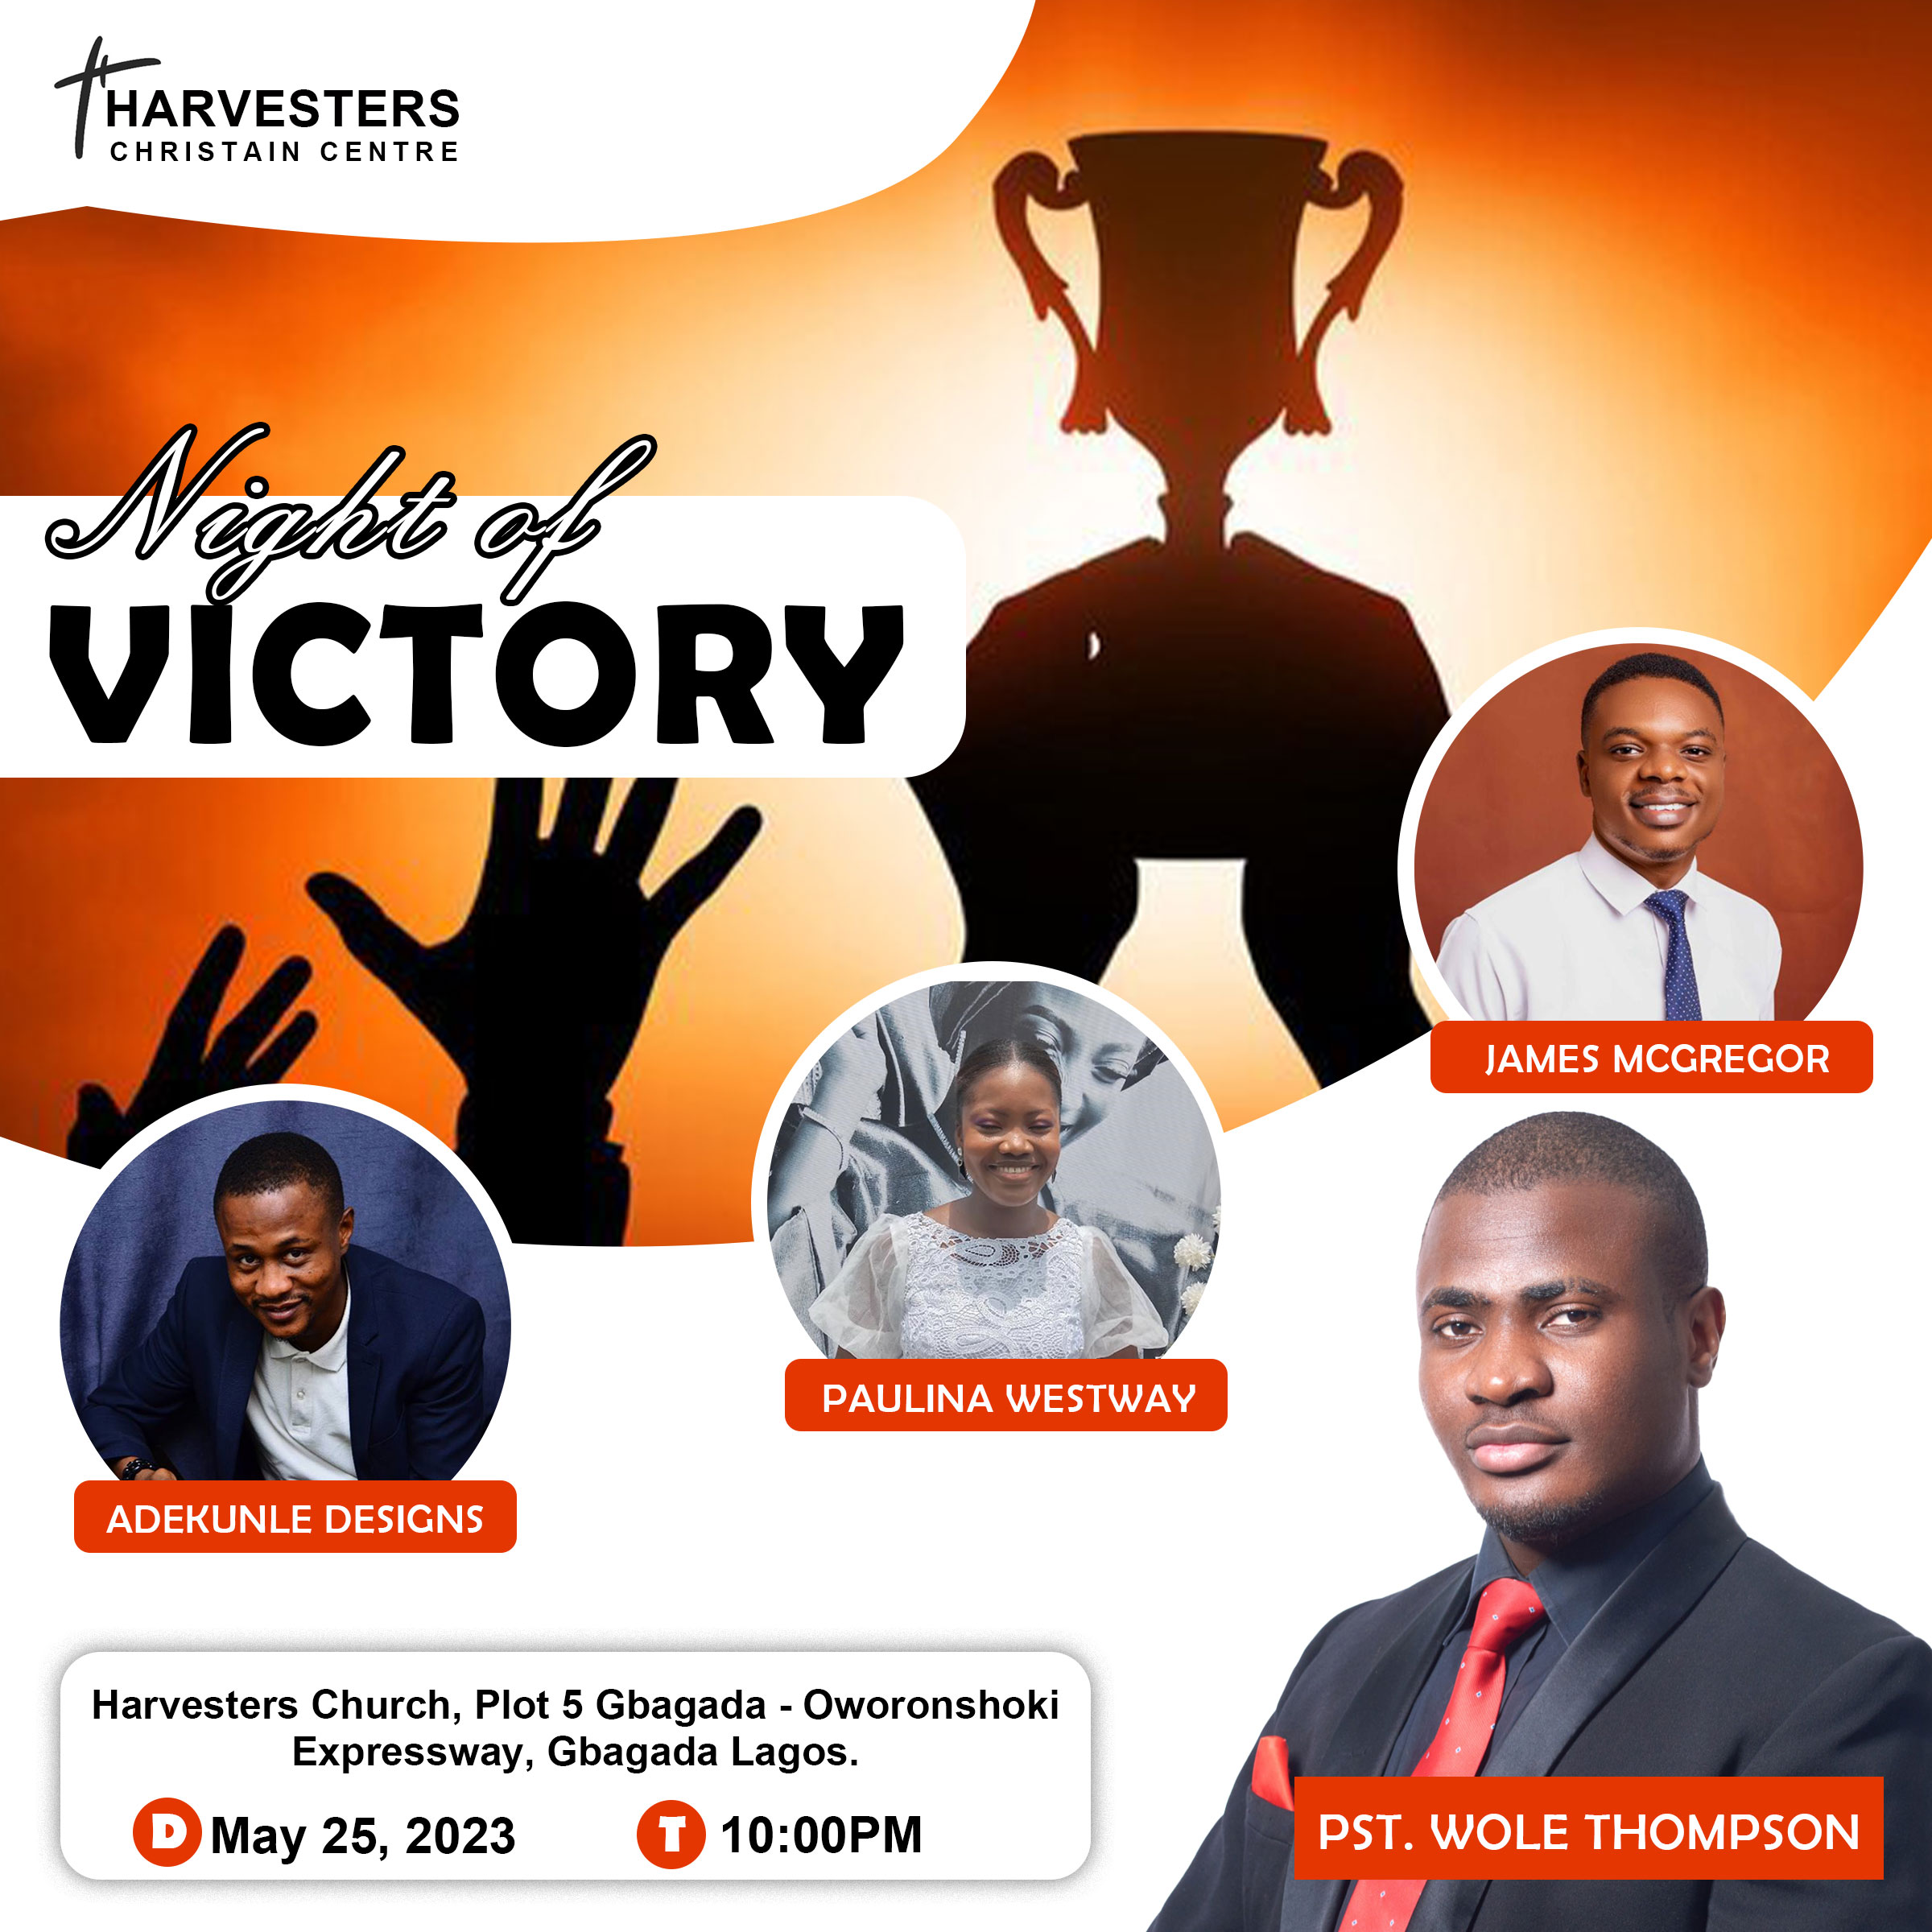 HARVESTERS
CHRISTAIN CENTRE
Night of
VICTORY
JAMES MCGREGOR
PAULINA WESTWAY
ADEKUNLE DESIGNS
Harvesters Church, Plot 5 Gbagada - Oworonshoki
Expressway, Gbagada Lagos.
D May 25, 2023 T 10:00PM
PST. WOLE THOMPSON